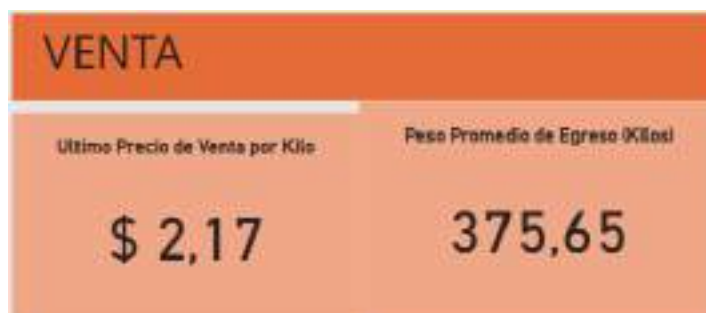 VENTA
Ultimo Precio de Venta por Kilo
Peso Promedio de Egreso (Kilos)
$ 2,17
375,65